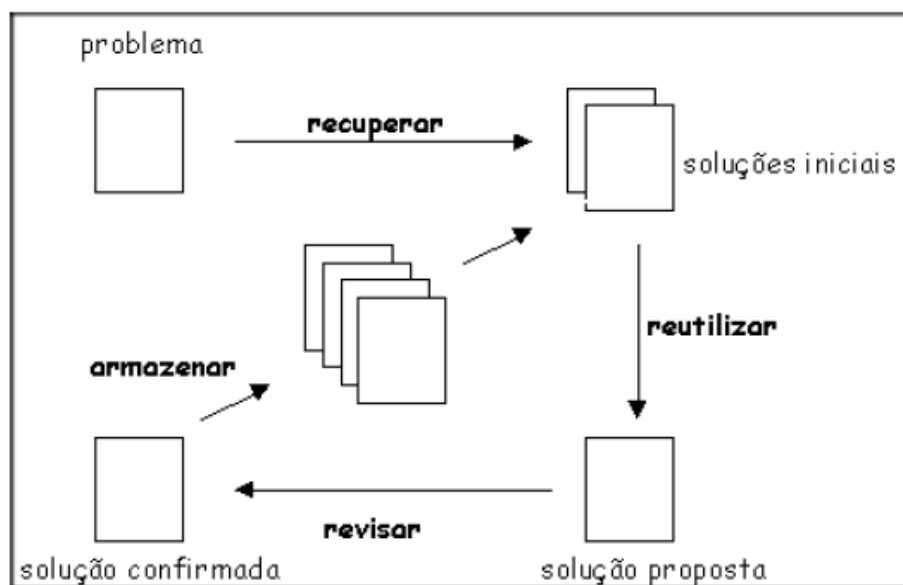 problema
recuperar
soluções iniciais
reutilizar
armazenar
revisar
solução confirmada
solução proposta